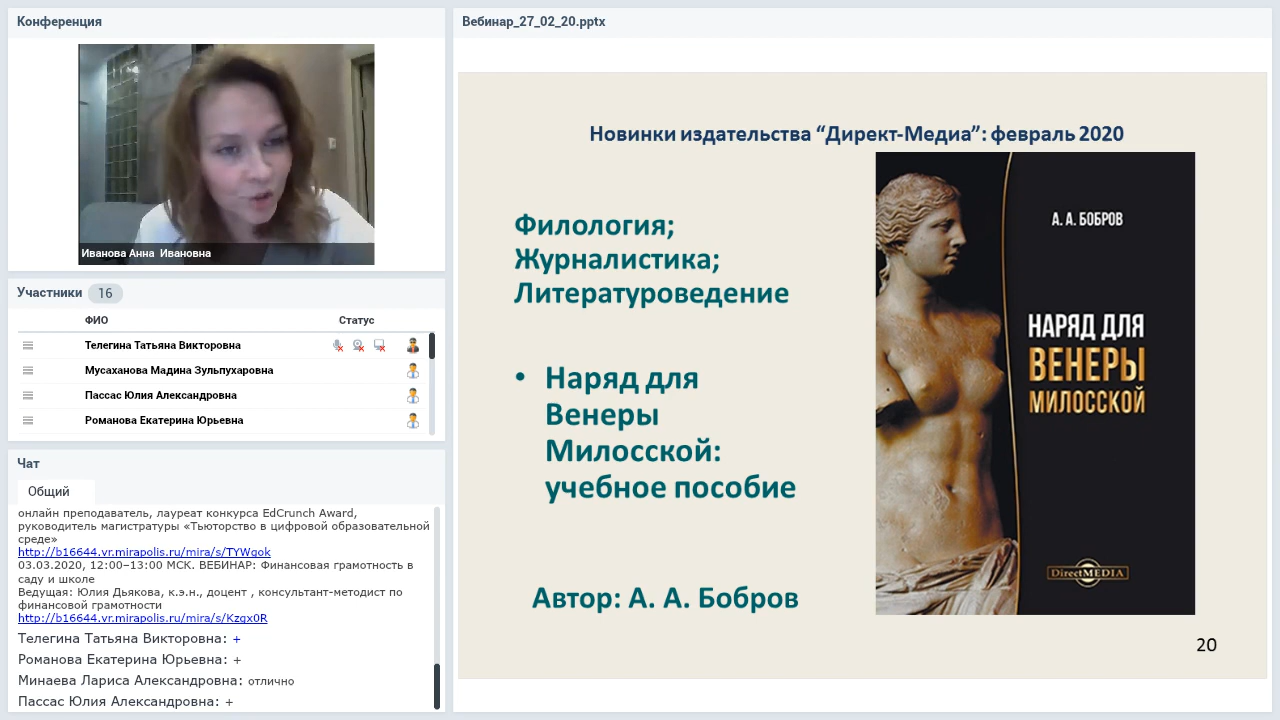 Конференция
Иванова Анна Ивановна
Участники 16
ФИО Статус
Телегина Татьяна Викторовна
Мусаханова Мадина Зульпухаровна
Пассас Юлия Александровна
Романова Екатерина Юрьевна
Чат
Общий
онлайн преподаватель, лауреат конкурса EdCrunch Award,
руководитель магистратуры «Тьюторство в цифровой образовательной
среде»
http://b16644.vr.mirapolis.ru/mira/s/TYWgok
03.03.2020, 12:00–13:00 МСК. ВЕБИНАР: Финансовая грамотность в
саду и школе
Ведущая: Юлия Дьякова, к.э.н., доцент , консультант-методист по
финансовой грамотности
http://b16644.vr.mirapolis.ru/mira/s/Kzgx0R
Телегина Татьяна Викторовна: +
Романова Екатерина Юрьевна: +
Минаева Лариса Александровна: отлично
Пассас Юлия Александровна: +
Вебинар_27_02_20.pptx
Новинки издательства “Директ-Медиа”: февраль 2020
Филология;
Журналистика;
Литературоведение
• Наряд для
Венеры
Милосской:
учебное пособие
Автор: А. А. Бобров
А. А. БОБРОВ
НАРЯД ДЛЯ
ВЕНЕРЫ
МИЛОССКОЙ
DirectMEDIA
20